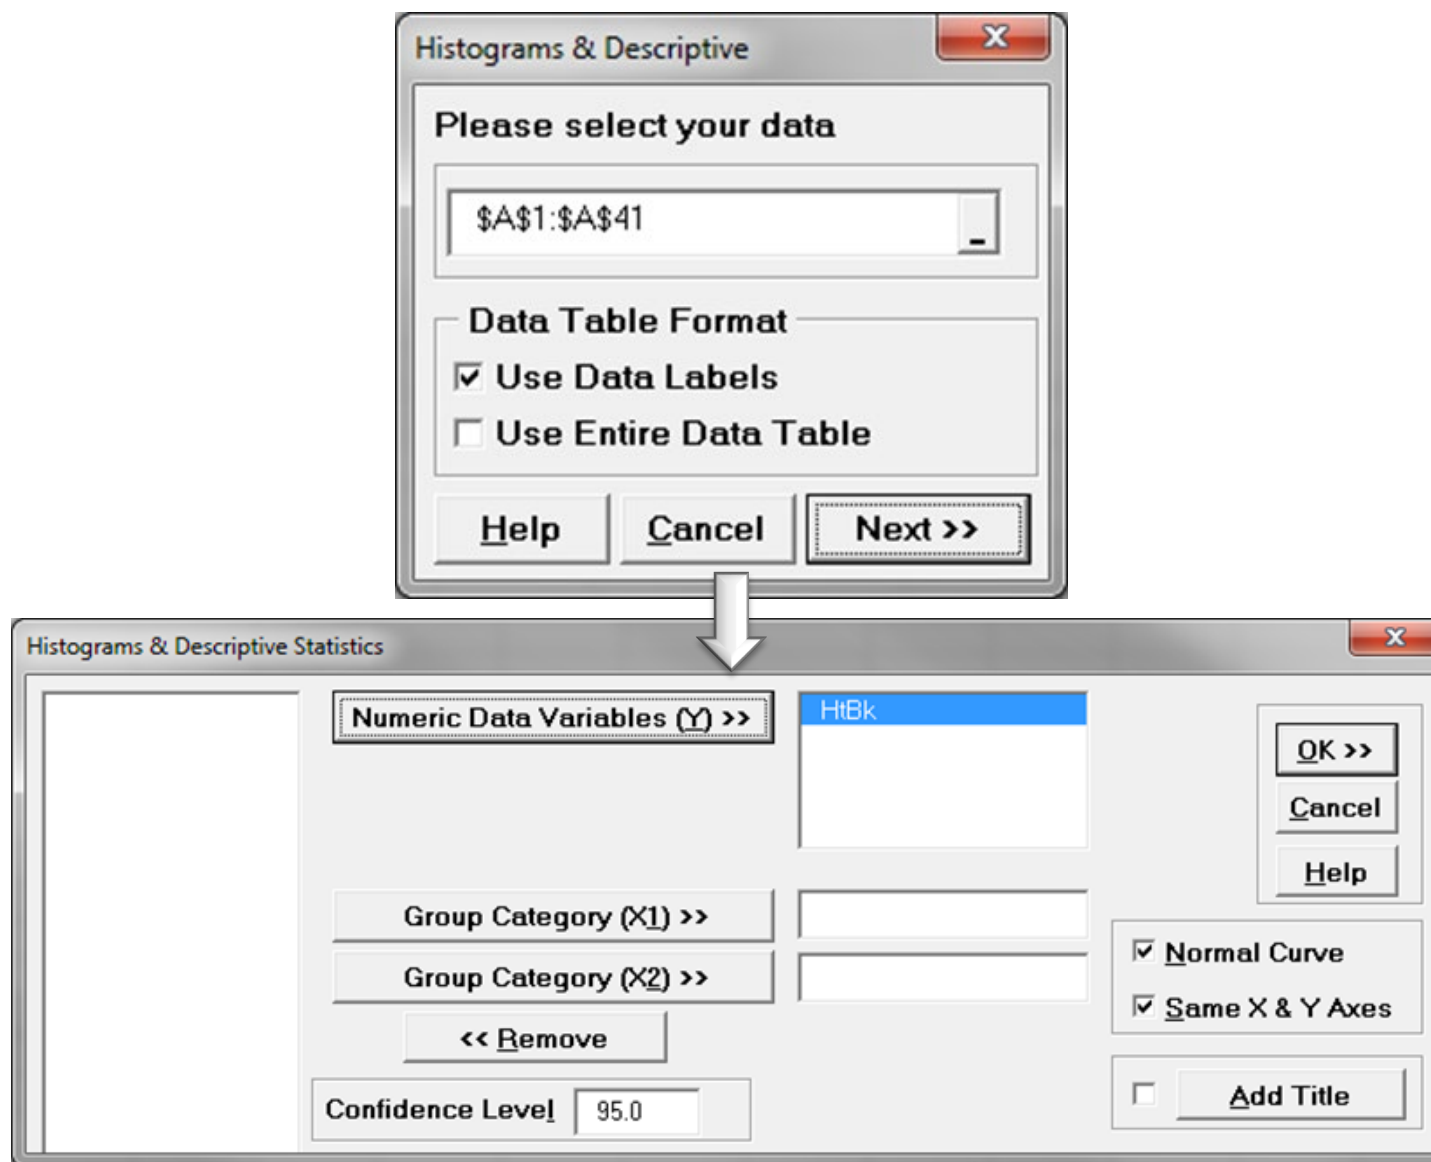 Histograms & Descriptive
Please select your data
$A$1:$A$41
Data Table Format
Use Data Labels
Use Entire Data Table
Help Cancel Next >>
Histograms & Descriptive Statistics
Numeric Data Variables (Y) >> HtBk
OK >>
Cancel
Help
Group Category (X1) >>
Group Category (X2) >>
<< Remove
Normal Curve
Same X & Y Axes
Confidence Level 95.0
Add Title